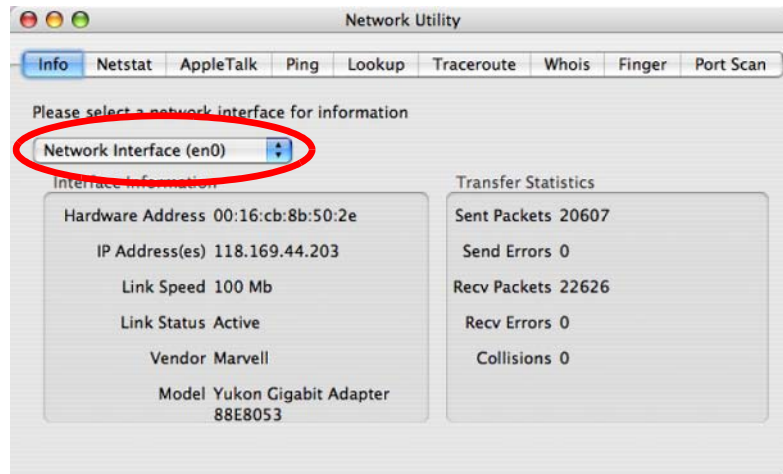 Network Utility
Info Netstat AppleTalk Ping Lookup Traceroute Whois Finger Port Scan
Please select a network interface for information
Network Interface (en0)
Interface Information
Hardware Address 00:16:cb:8b:50:2e
IP Address(es) 118.169.44.203
Link Speed 100 Mb
Link Status Active
Vendor Marvell
Model Yukon Gigabit Adapter
88E8053
Transfer Statistics
Sent Packets 20607
Send Errors 0
Recv Packets 22626
Recv Errors 0
Collisions 0